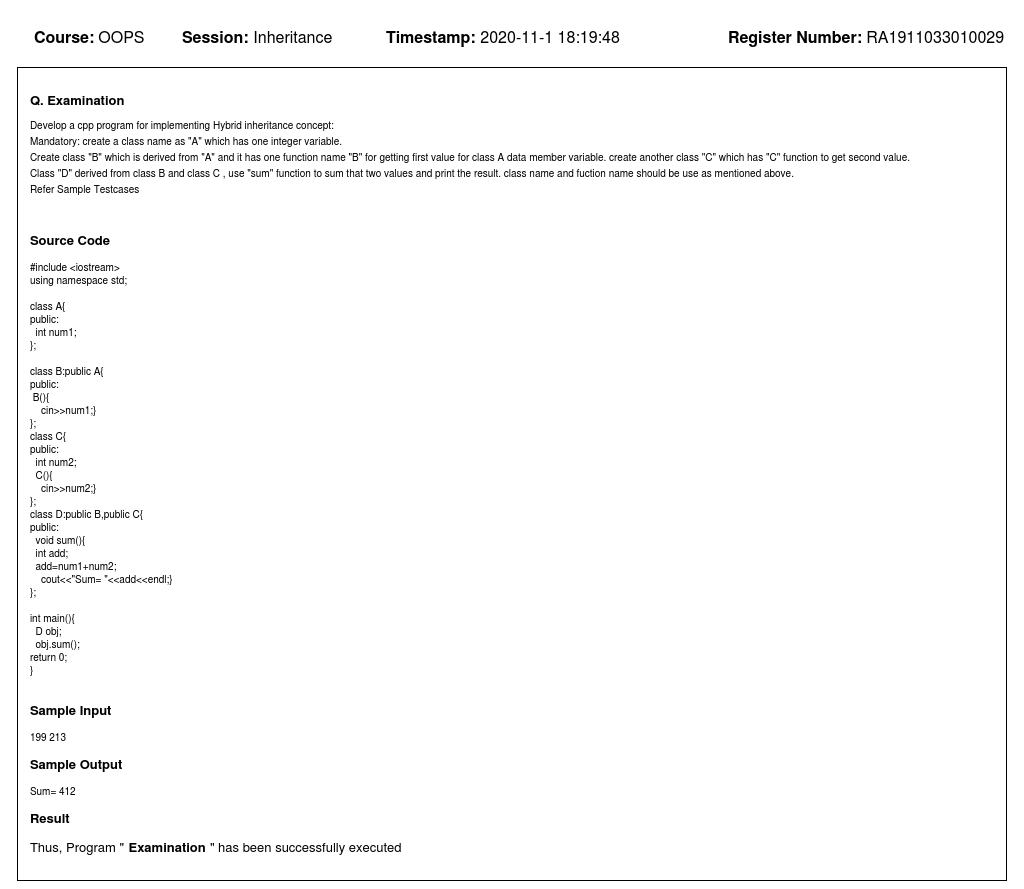 Course: OOPS Session: Inheritance Timestamp: 2020-11-1 18:19:48 Register Number: RA1911033010029
Q. Examination
Develop a cpp program for implementing Hybrid inheritance concept:
Mandatory: create a class name as "A" which has one integer variable.
Create class "B" which is derived from "A" and it has one function name "B" for getting first value for class A data member variable. create another class "C" which has "C" function to get second value.
Class "D" derived from class B and class C , use "sum" function to sum that two values and print the result. class name and fuction name should be use as mentioned above.
Refer Sample Testcases
Source Code
#include <iostream>
using namespace std;
class A{
public:
int num1;
};
class B:public A{
public:
B(){
cin>>num1;}
};
class C{
public:
int num2;
C(){
cin>>num2;}
};
class D:public B,public C{
public:
void sum(){
int add;
add=num1+num2;
cout<<"Sum= "<<add<<endl;}
};
int main(){
D obj;
obj.sum();
return 0;
}
Sample Input
199 213
Sample Output
Sum= 412
Result
Thus, Program " Examination " has been successfully executed